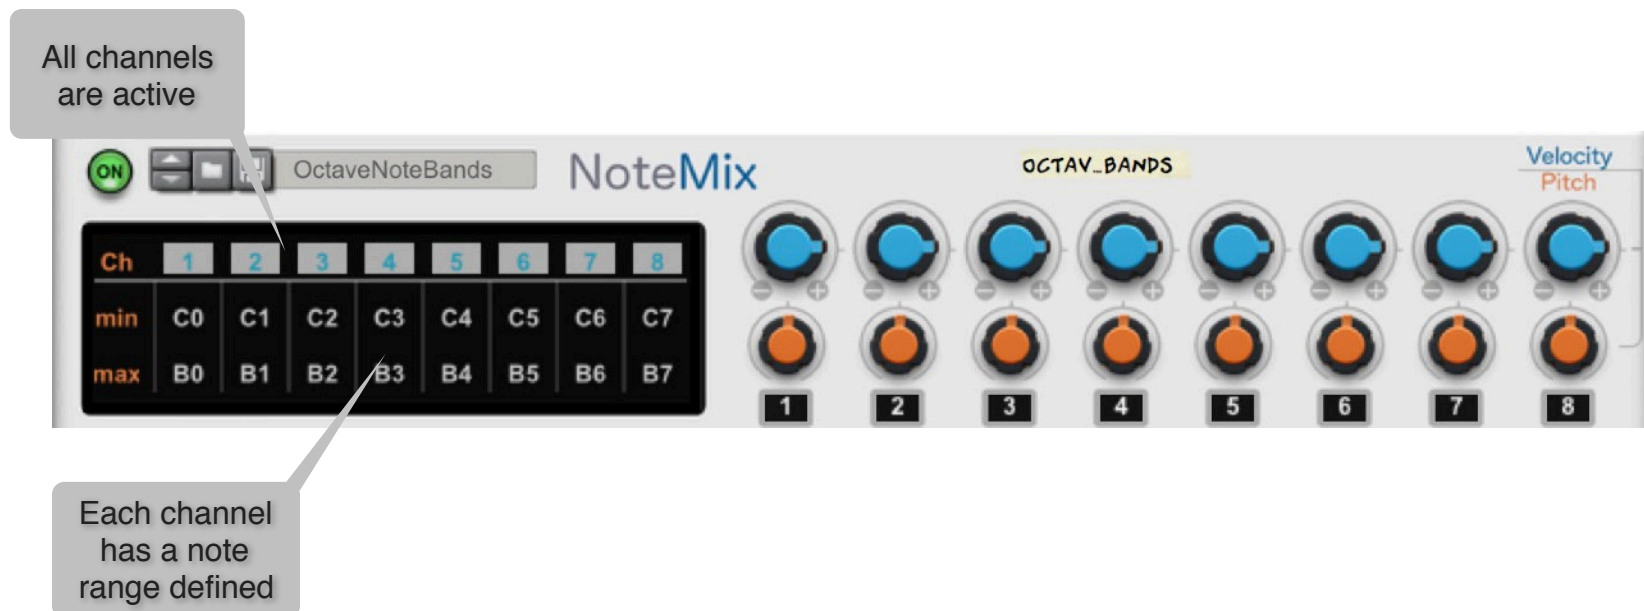 All channels
are active
ON
OctaveNoteBands
NoteMix
OCTAV_BANDS
Velocity
Pitch
Ch 1 2 3 4 5 6 7 8
min C0 C1 C2 C3 C4 C5 C6 C7
max B0 B1 B2 B3 B4 B5 B6 B7
1 2 3 4 5 6 7 8
Each channel
has a note
range defined